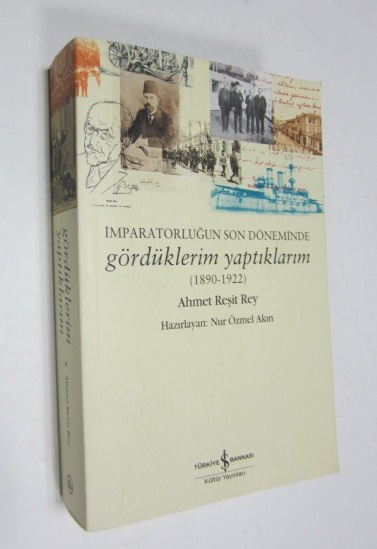 İMPARATORLUĞUN SON DÖNEMİNDE
gördüklerim yaptıklarım
(1890-1922)
Ahmet Reşit Rey
Hazırlayan: Nur Özmel Akın
TÜRKİYE İŞ BANKASI
Kültür Yayınları
gördüklerim
yaptıklarım
Ahmet Reşit Rey